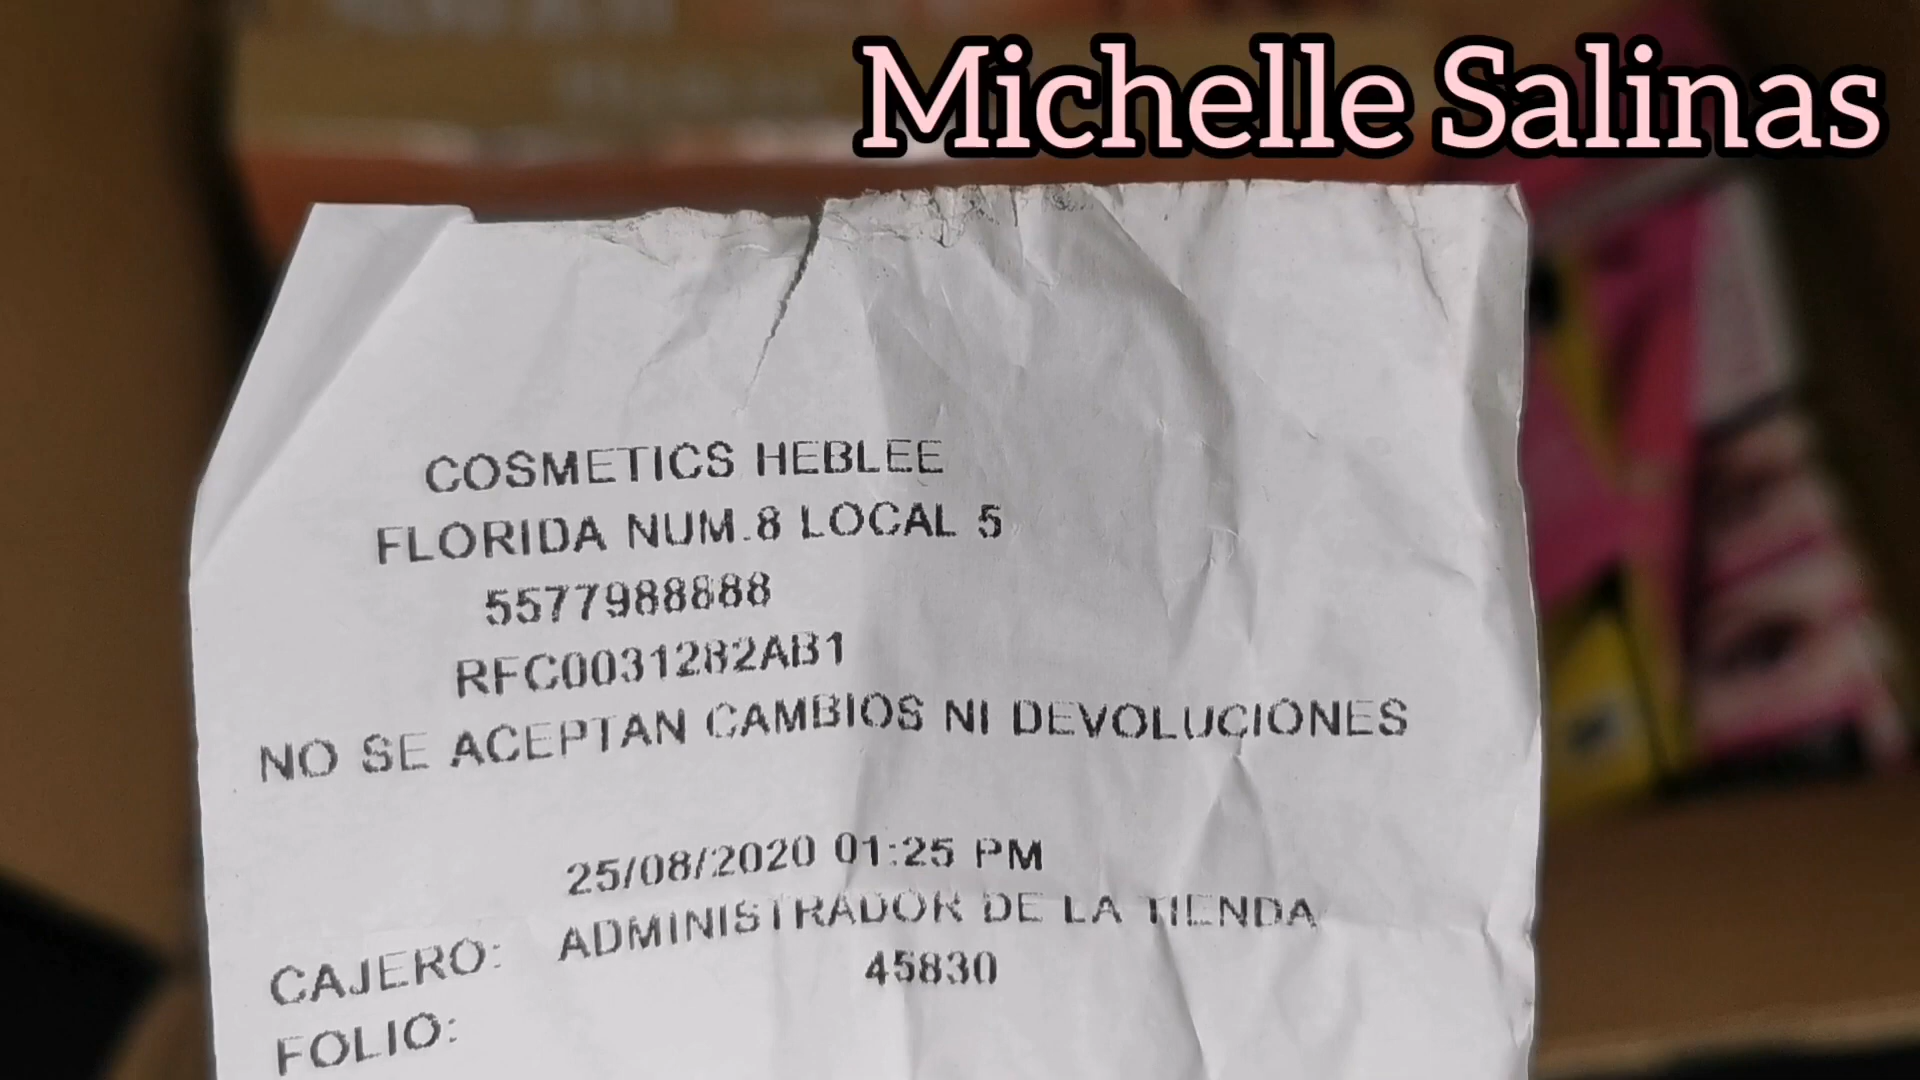 Michelle Salinas
COSMETICS HEBLEE
FLORIDA NUM.8 LOCAL 5
5577988888
RFC0031282AB1
NO SE ACEPTAN CAMBIOS NI DEVOLUCIONES
25/08/2020 01:25 PM
CAJERO: ADMINISTRADOR DE LA TIENDA
FOLIO: 45830